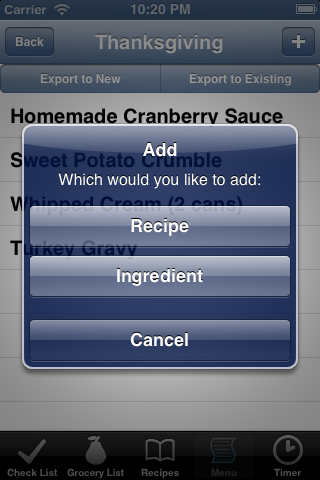 Carrier 10:20 PM
Back Thanksgiving +
Export to New Export to Existing
Homemade Cranberry Sauce
Add
Sweet Potato Crumble
Which would you like to add:
Whipped Cream (2 cans)
Recipe
Turkey Gravy
Ingredient
Cancel
Check List Grocery List Recipes Menu Timer